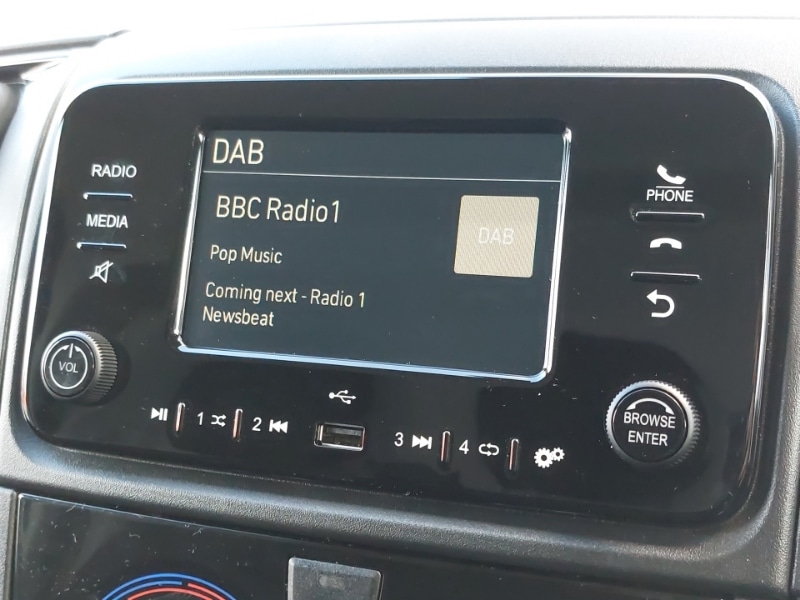 DAB
BBC Radio1
DAB
Pop Music
Coming next - Radio 1
Newsbeat
RADIO
MEDIA
VOL
PHONE
BROWSE
ENTER
1
2
3
4